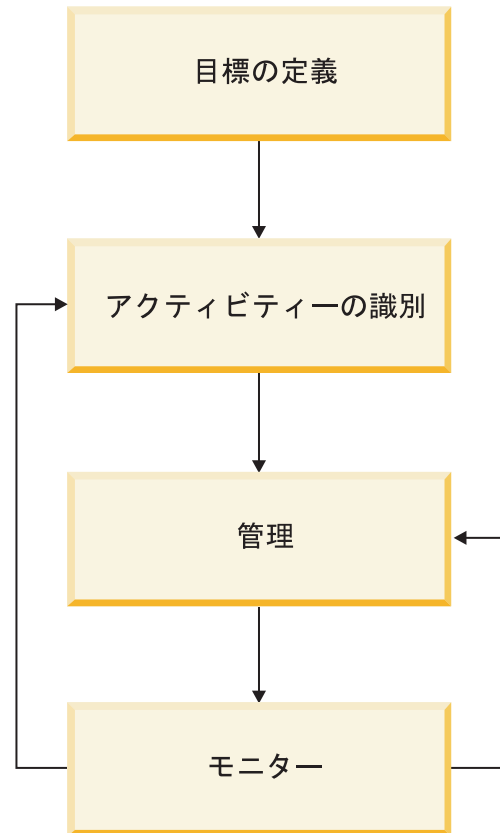 目標の定義
アクティビティーの識別
管理
モニター